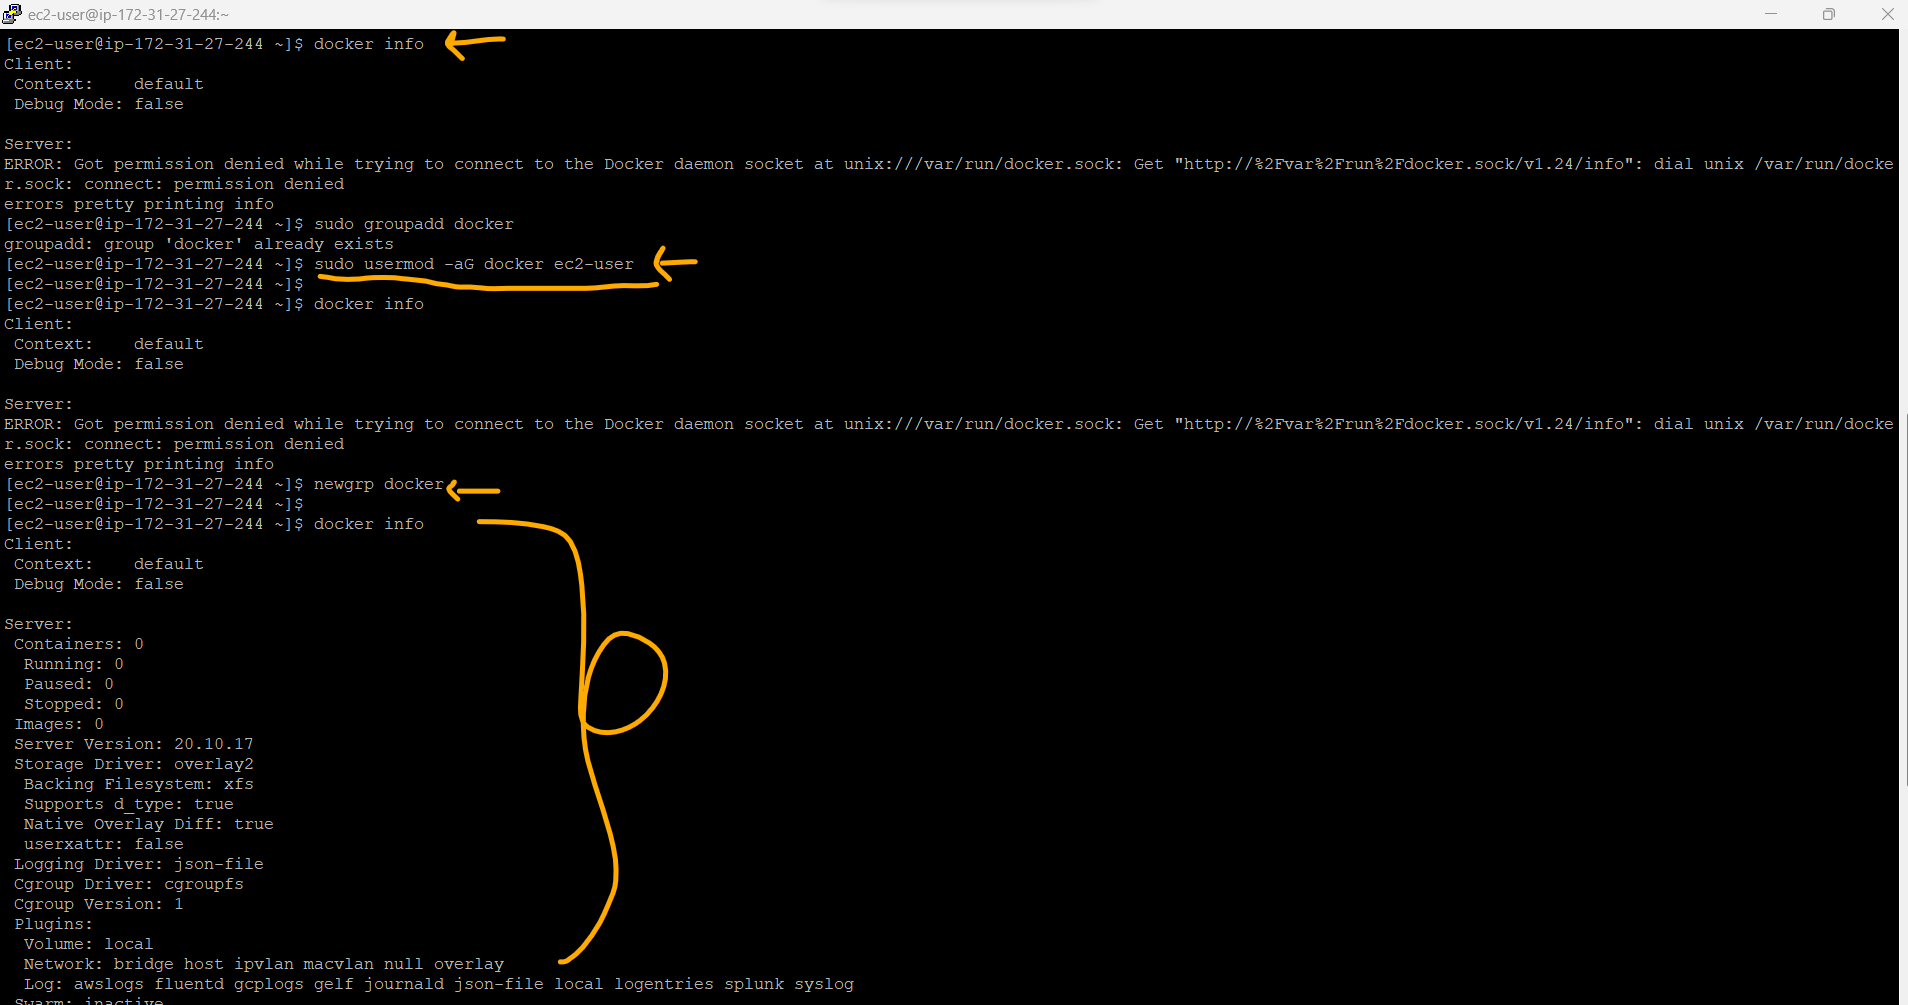 ec2-user@ip-172-31-27-244:~
[ec2-user@ip-172-31-27-244 ~]$ docker info
Client:
 Context:    default
 Debug Mode: false

Server:
ERROR: Got permission denied while trying to connect to the Docker daemon socket at unix:///var/run/docker.sock: Get "http://%2Fvar%2Frun%2Fdocker.sock/v1.24/info": dial unix /var/run/docke
r.sock: connect: permission denied
errors pretty printing info
[ec2-user@ip-172-31-27-244 ~]$ sudo groupadd docker
groupadd: group 'docker' already exists
[ec2-user@ip-172-31-27-244 ~]$ sudo usermod -aG docker ec2-user
[ec2-user@ip-172-31-27-244 ~]$
[ec2-user@ip-172-31-27-244 ~]$ docker info
Client:
 Context:    default
 Debug Mode: false

Server:
ERROR: Got permission denied while trying to connect to the Docker daemon socket at unix:///var/run/docker.sock: Get "http://%2Fvar%2Frun%2Fdocker.sock/v1.24/info": dial unix /var/run/docke
r.sock: connect: permission denied
errors pretty printing info
[ec2-user@ip-172-31-27-244 ~]$ newgrp docker
[ec2-user@ip-172-31-27-244 ~]$
[ec2-user@ip-172-31-27-244 ~]$ docker info
Client:
 Context:    default
 Debug Mode: false

Server:
 Containers: 0
  Running: 0
  Paused: 0
  Stopped: 0
 Images: 0
 Server Version: 20.10.17
 Storage Driver: overlay2
  Backing Filesystem: xfs
  Supports d_type: true
  Native Overlay Diff: true
  userxattr: false
 Logging Driver: json-file
 Cgroup Driver: cgroupfs
 Cgroup Version: 1
 Plugins:
  Volume: local
  Network: bridge host ipvlan macvlan null overlay
  Log: awslogs fluentd gcplogs gelf journald json-file local logentries splunk syslog
 Swarm: inactive